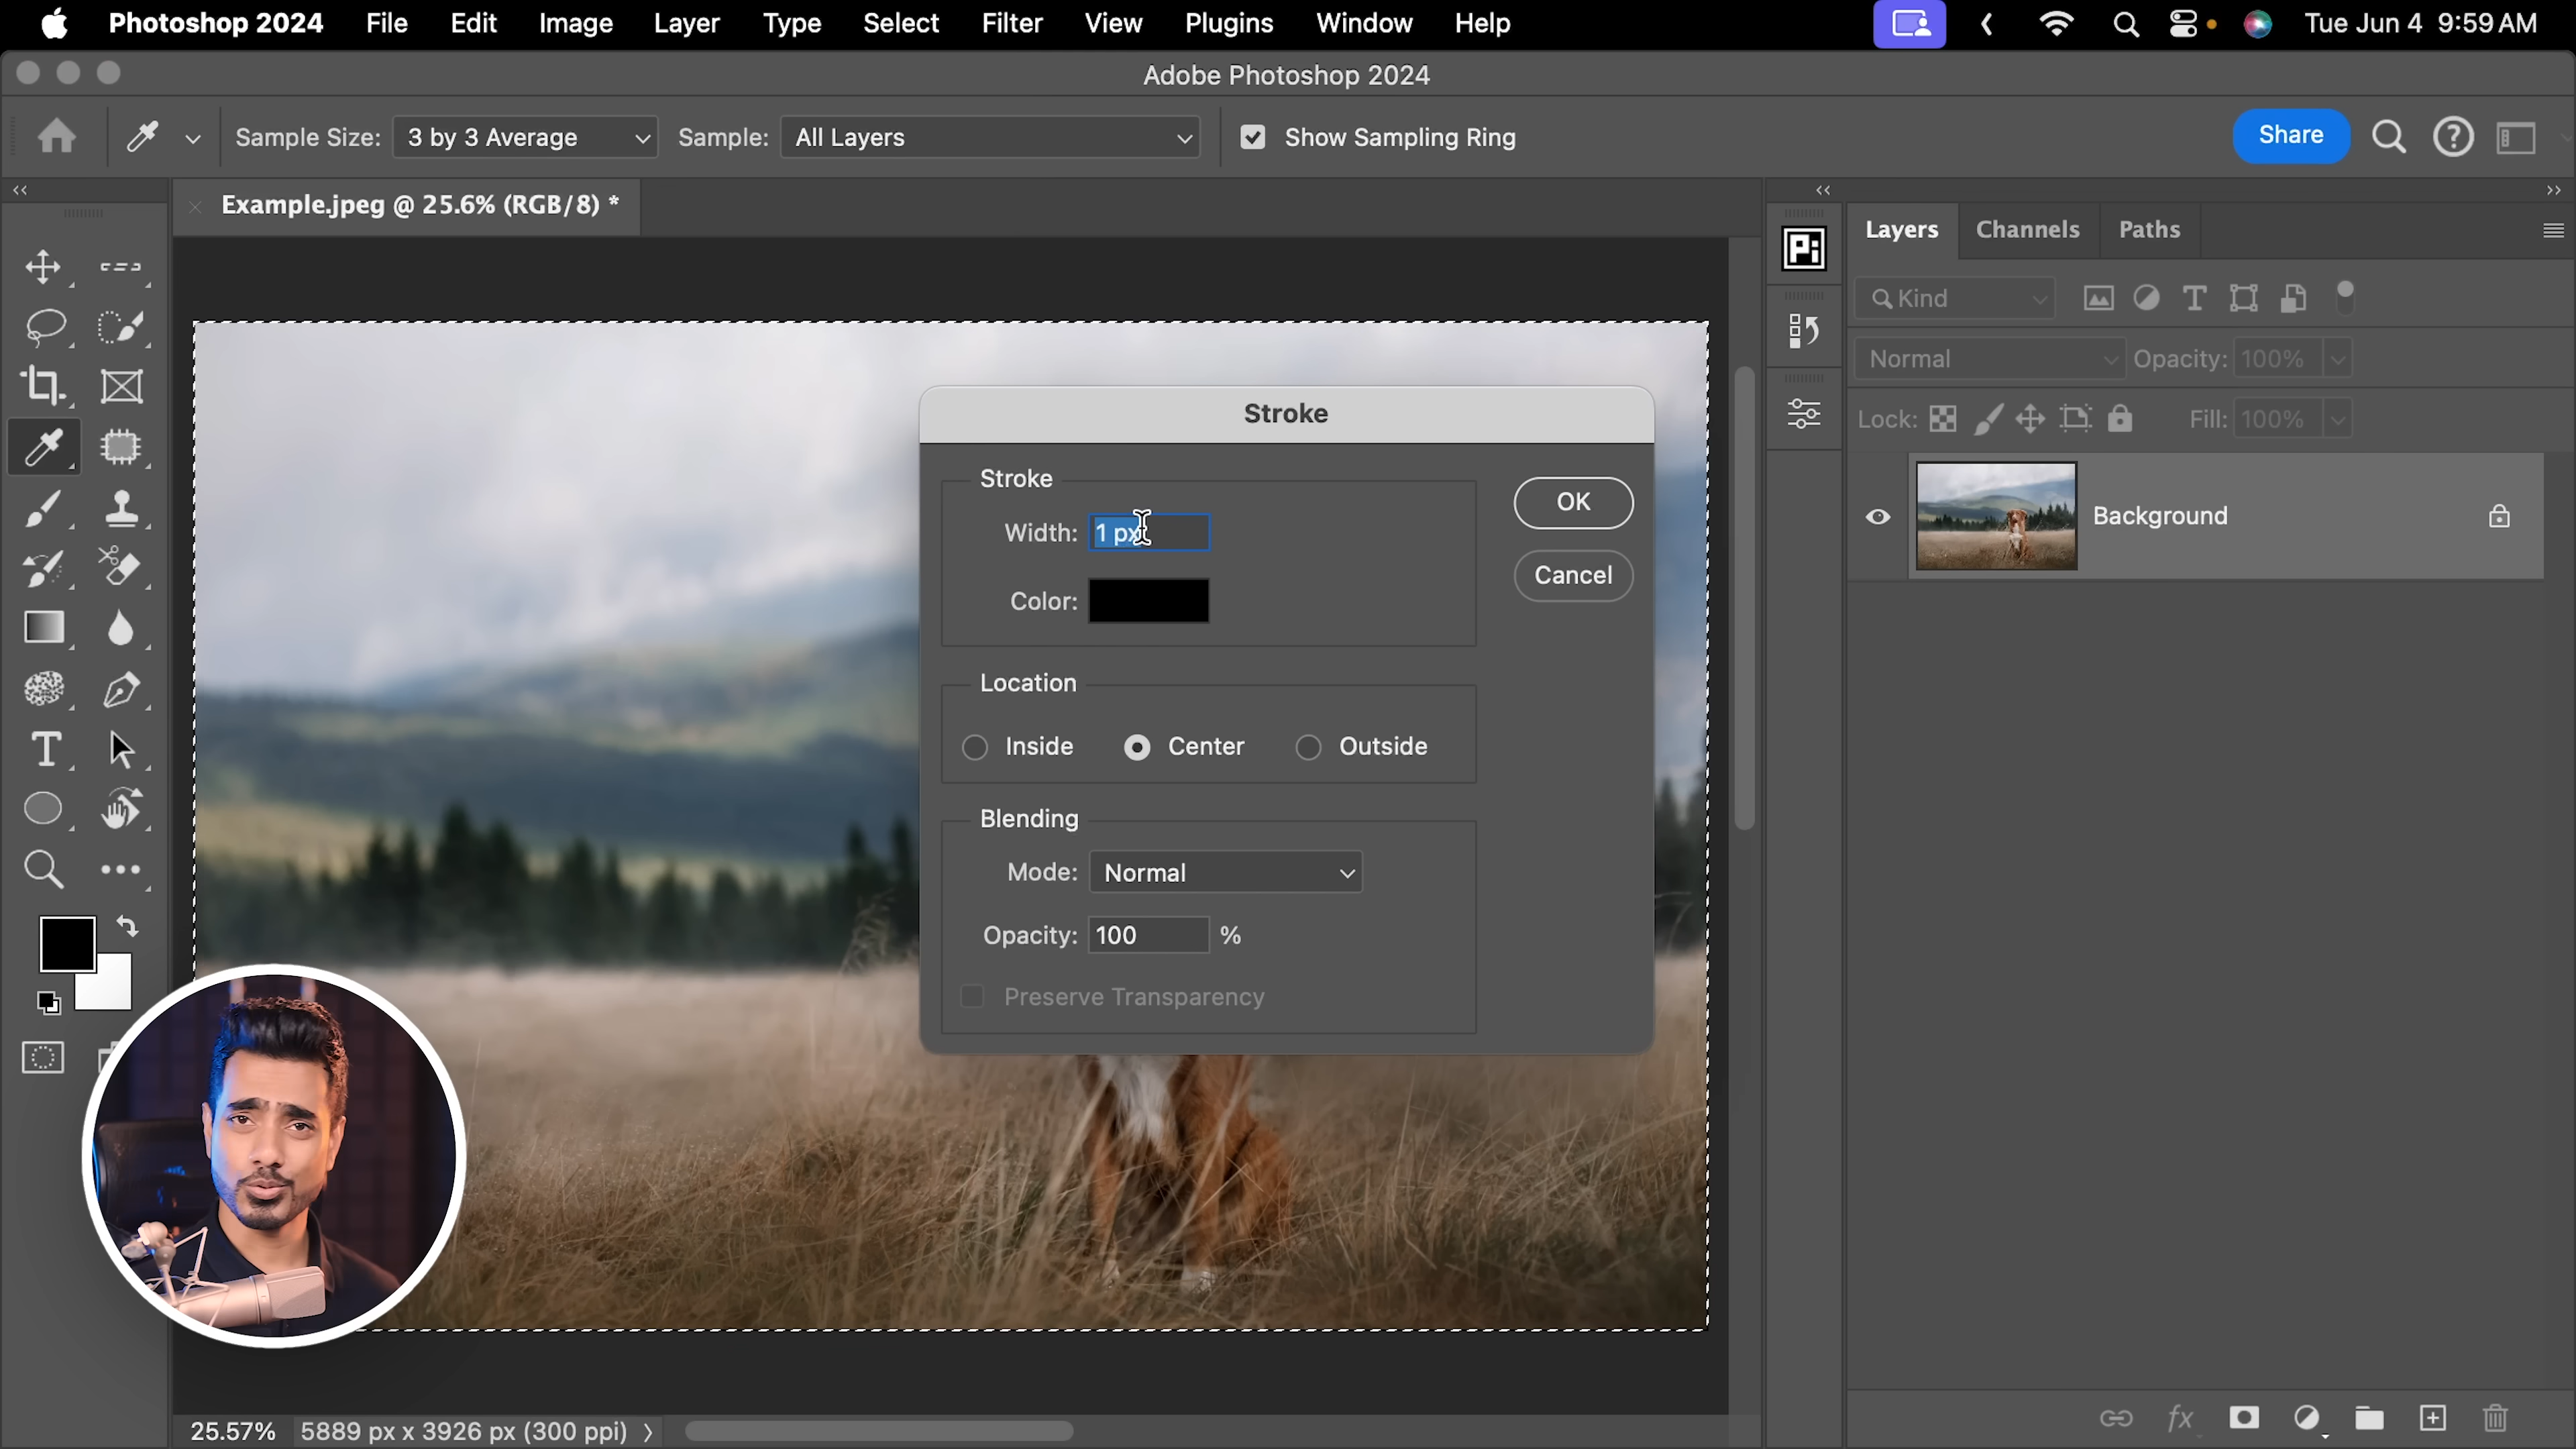 Photoshop 2024 File Edit Image Layer Type Select Filter View Plugins Window Help Tue Jun 4 9:59 AM
Adobe Photoshop 2024
Sample Size: 3 by 3 Average Sample: All Layers Show Sampling Ring Share
Example.jpeg @ 25.6% (RGB/8) *
Pi
Layers Channels Paths
Kind
Normal Opacity: 100%
Lock: Fill: 100%
Background
Stroke
Stroke
Width: 1 px
OK
Color:
Cancel
Location
Inside Center Outside
Blending
Mode: Normal
Opacity: 100 %
Preserve Transparency
25.57% 5889 px x 3926 px (300 ppi)
fx